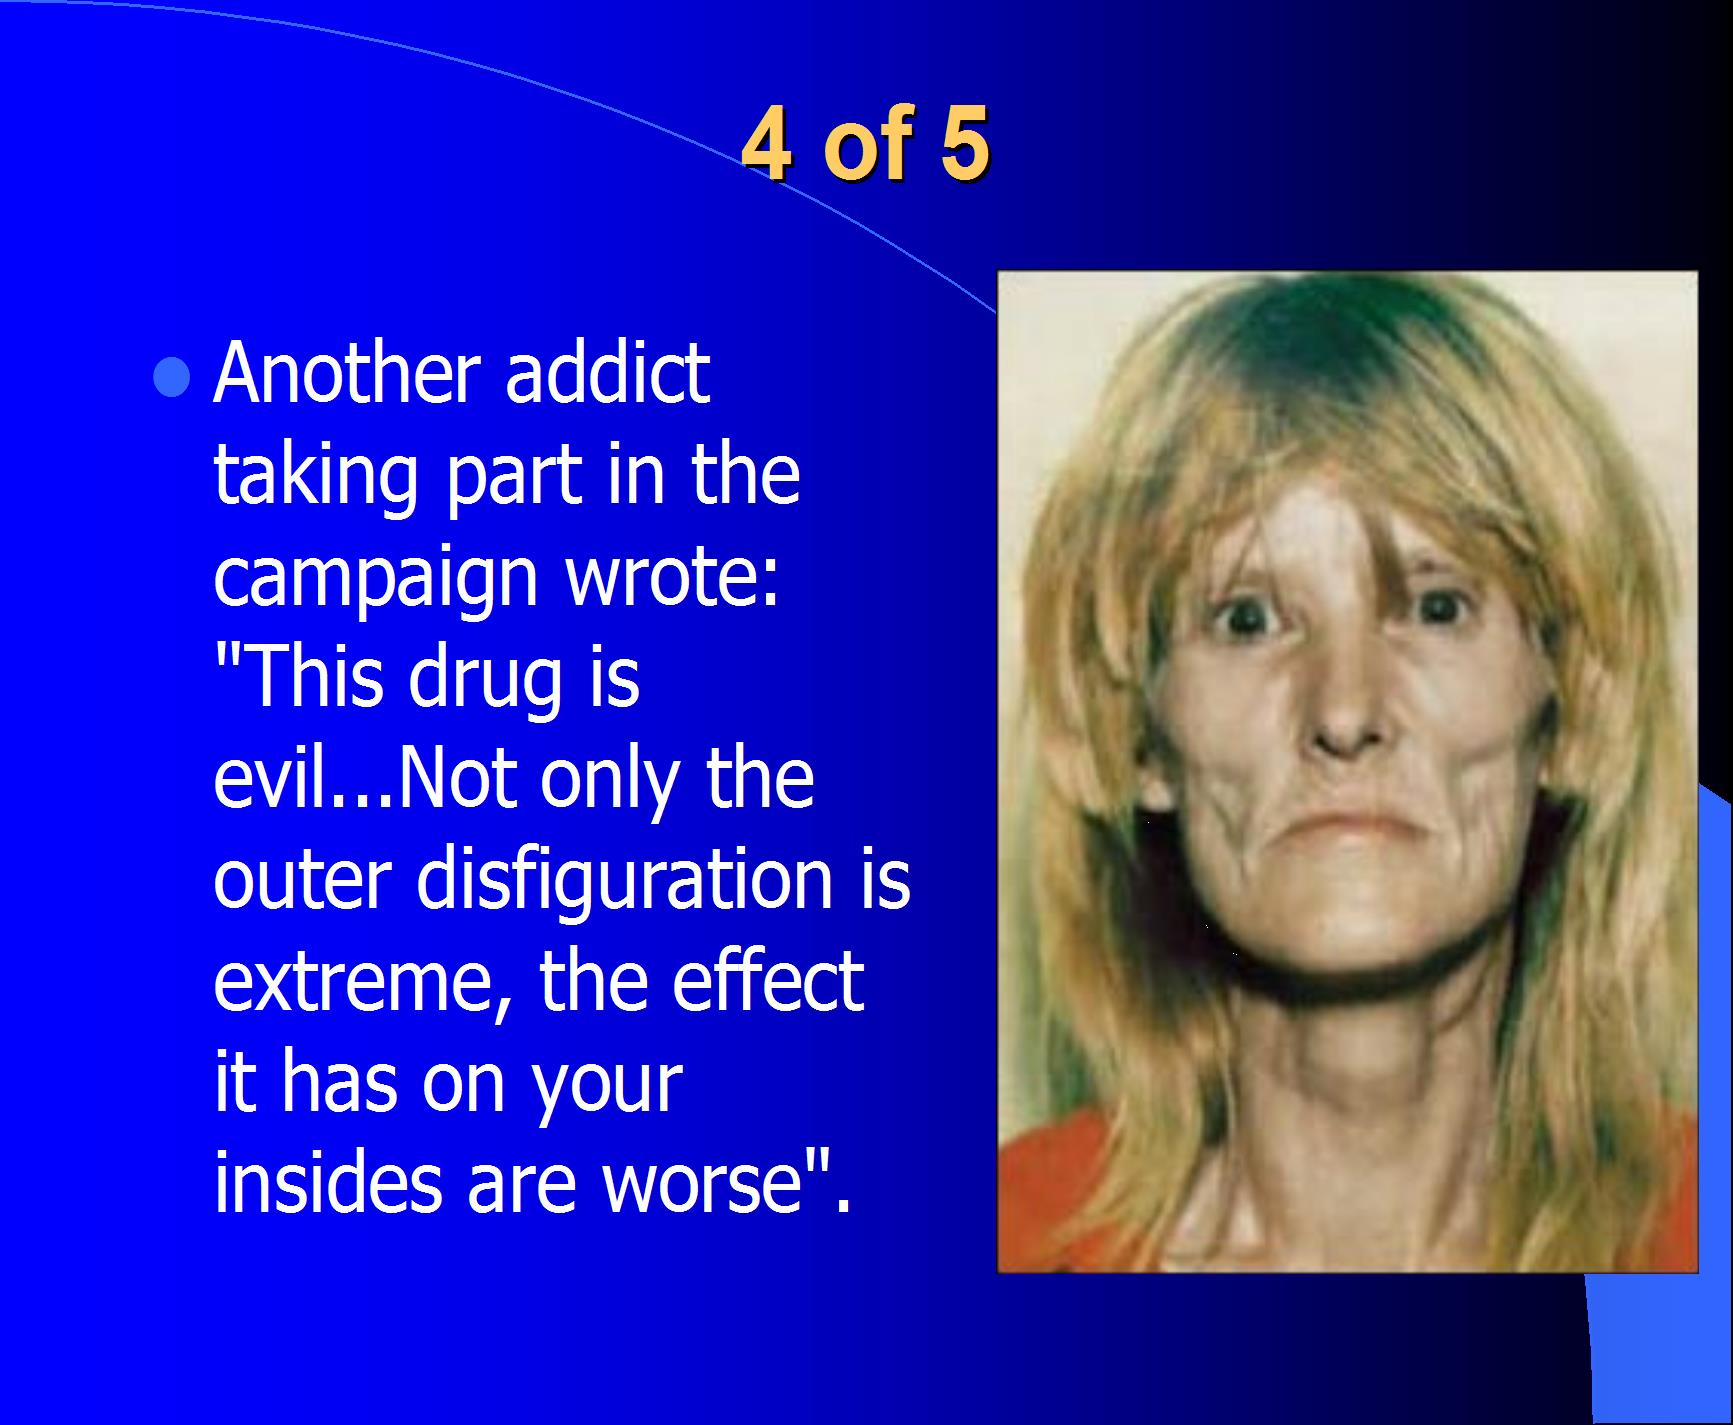 4 of 5
Another addict
taking part in the
campaign wrote:
"This drug is
evil...Not only the
outer disfiguration is
extreme, the effect
it has on your
insides are worse".